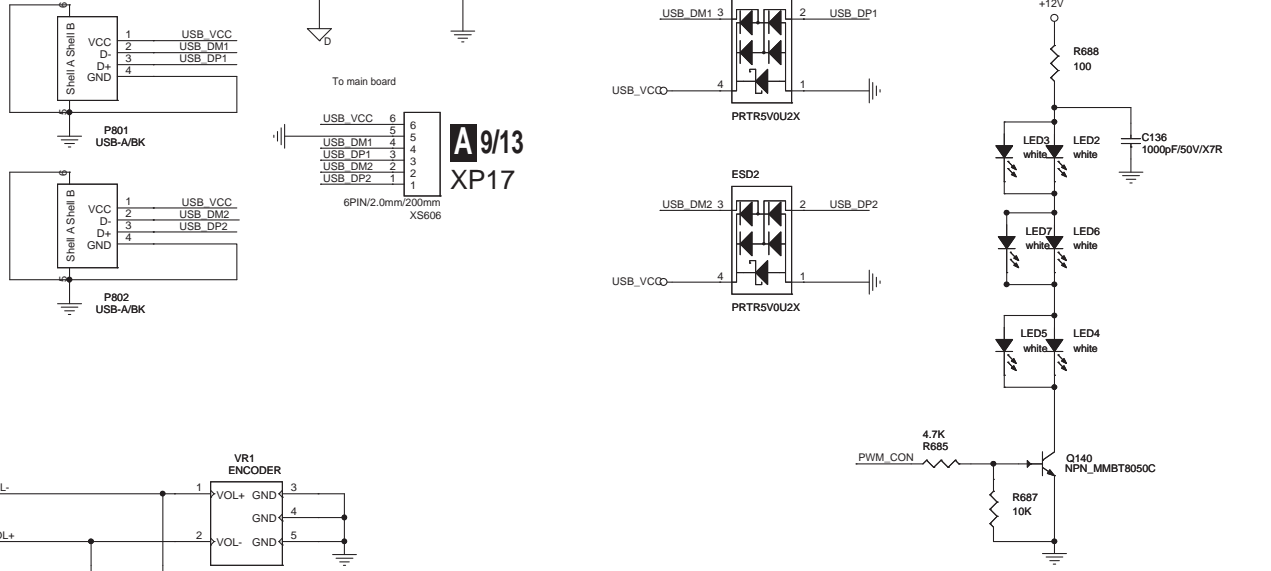 6
Shell A Shell B
VCC 1 USB_VCC
D- 2 USB_DM1
D+ 3 USB_DP1
GND 4
5
P801
USB-A/BK
6
Shell A Shell B
VCC 1 USB_VCC
D- 2 USB_DM2
D+ 3 USB_DP2
GND 4
5
P802
USB-A/BK
D
To main board
USB_VCC 6 6
5 5
USB_DM1 4 4
USB_DP1 3 3
USB_DM2 2 2
USB_DP2 1 1
6PIN/2.0mm/200mm
XS606
A 9/13
XP17
USB_DM1 3 2 USB_DP1
USB_VCC 4 1
PRTR5V0U2X
ESD2
USB_DM2 3 2 USB_DP2
USB_VCC 4 1
PRTR5V0U2X
+12V
R688
100
C136
1000pF/50V/X7R
LED3
white
LED2
white
LED7
white
LED6
white
LED5
white
LED4
white
4.7K
R685
PWM_CON
Q140
NPN_MMBT8050C
R687
10K
VR1
ENCODER
L- 1 VOL+ GND 3
GND 4
OL+ 2 VOL- GND 5